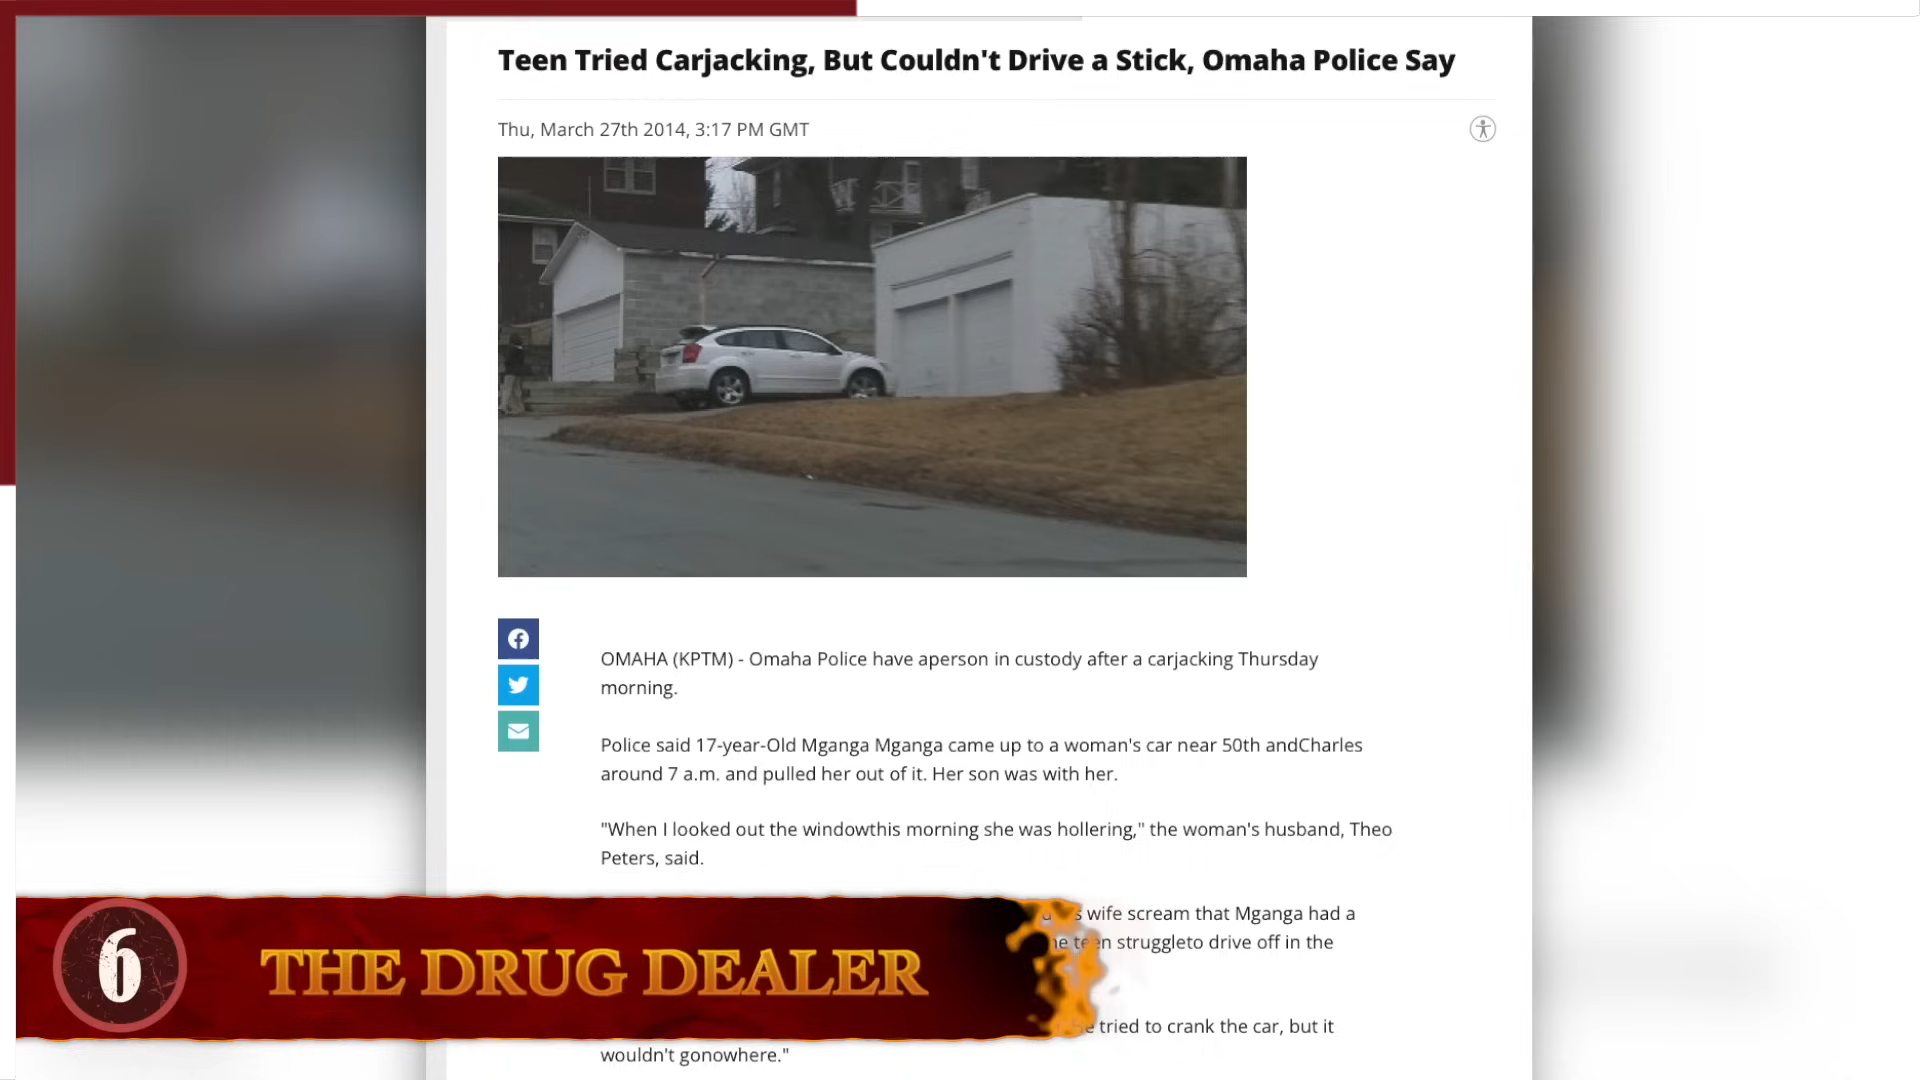 Teen Tried Carjacking, But Couldn't Drive a Stick, Omaha Police Say
Thu, March 27th 2014, 3:17 PM GMT
OMAHA (KPTM) - Omaha Police have aperson in custody after a carjacking Thursday
morning.
Police said 17-year-Old Mganga Mganga came up to a woman's car near 50th andCharles
around 7 a.m. and pulled her out of it. Her son was with her.
"When I looked out the windowthis morning she was hollering," the woman's husband, Theo
Peters, said.
wife scream that Mganga had a
teen struggleto drive off in the
tried to crank the car, but it
wouldn't gonowhere."
6
THE DRUG DEALER